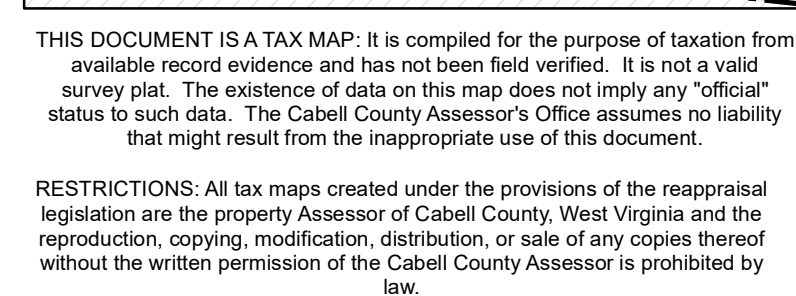 THIS DOCUMENT IS A TAX MAP: It is compiled for the purpose of taxation from
available record evidence and has not been field verified.  It is not a valid
survey plat.  The existence of data on this map does not imply any "official"
status to such data.  The Cabell County Assessor's Office assumes no liability
that might result from the inappropriate use of this document.
RESTRICTIONS: All tax maps created under the provisions of the reappraisal
legislation are the property Assessor of Cabell County, West Virginia and the
reproduction, copying, modification, distribution, or sale of any copies thereof
without the written permission of the Cabell County Assessor is prohibited by
law.